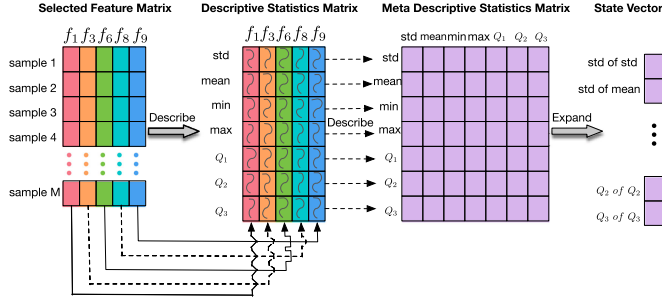 Selected Feature Matrix
Descriptive Statistics Matrix
Meta Descriptive Statistics Matrix
State Vector
f1 f3 f6 f8 f9
f1 f3 f6 f8 f9
std mean min max Q1 Q2 Q3
sample 1
sample 2
sample 3
sample 4
sample M
Describe
std
mean
min
max
Q1
Q2
Q3
Describe
std
mean
min
max
Q1
Q2
Q3
Expand
std of std
std of mean
Q2 of Q2
Q3 of Q3